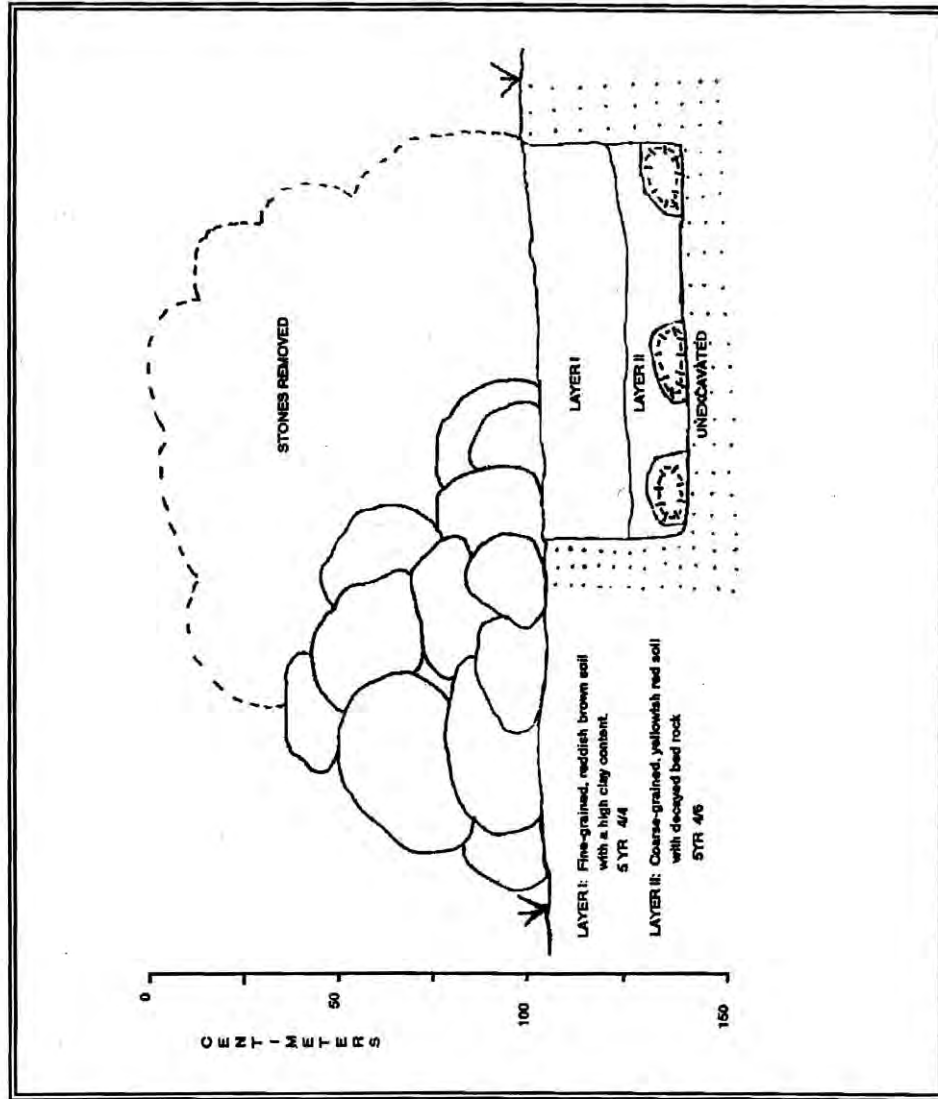 STONES REMOVED
LAYER I
LAYER II
UNEXCAVATED
LAYER I: Fine-grained, reddish brown soil
with a high clay content.
5 YR 4/4
LAYER II: Coarse-grained, yellowish red soil
with decayed bed rock
5YR 4/6
CENTIMETERS
0
50
100
150